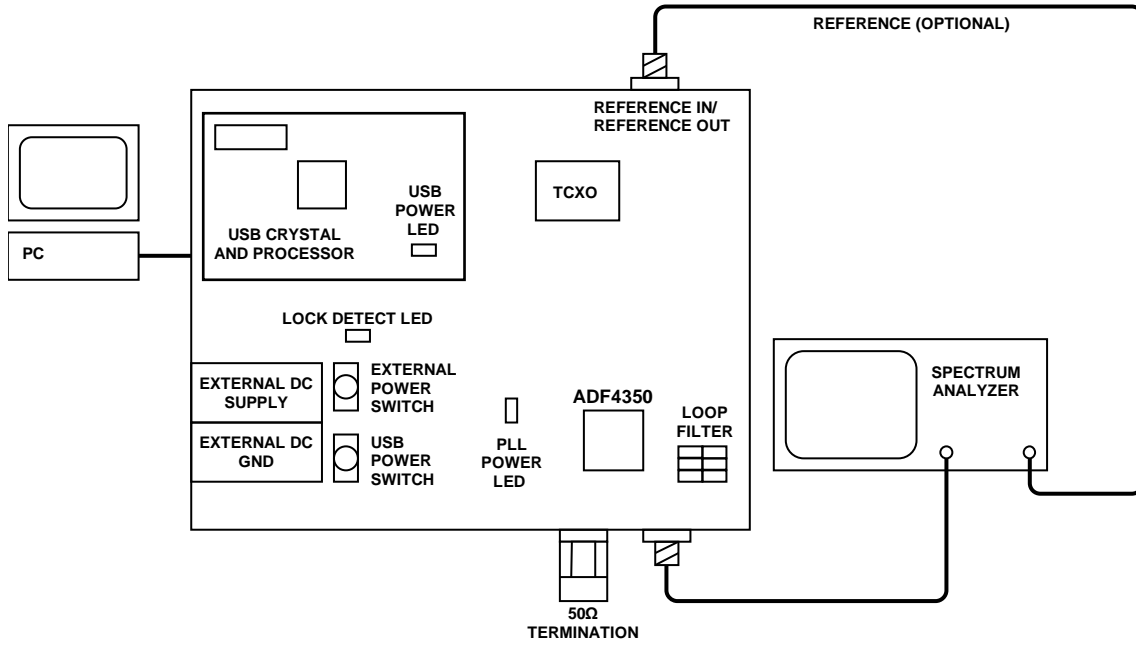 REFERENCE (OPTIONAL)
REFERENCE IN/
REFERENCE OUT
TCXO
USB
POWER
LED
USB CRYSTAL
AND PROCESSOR
PC
LOCK DETECT LED
EXTERNAL DC
SUPPLY
EXTERNAL
POWER
SWITCH
EXTERNAL DC
GND
USB
POWER
SWITCH
PLL
POWER
LED
ADF4350
LOOP
FILTER
SPECTRUM
ANALYZER
50Ω
TERMINATION